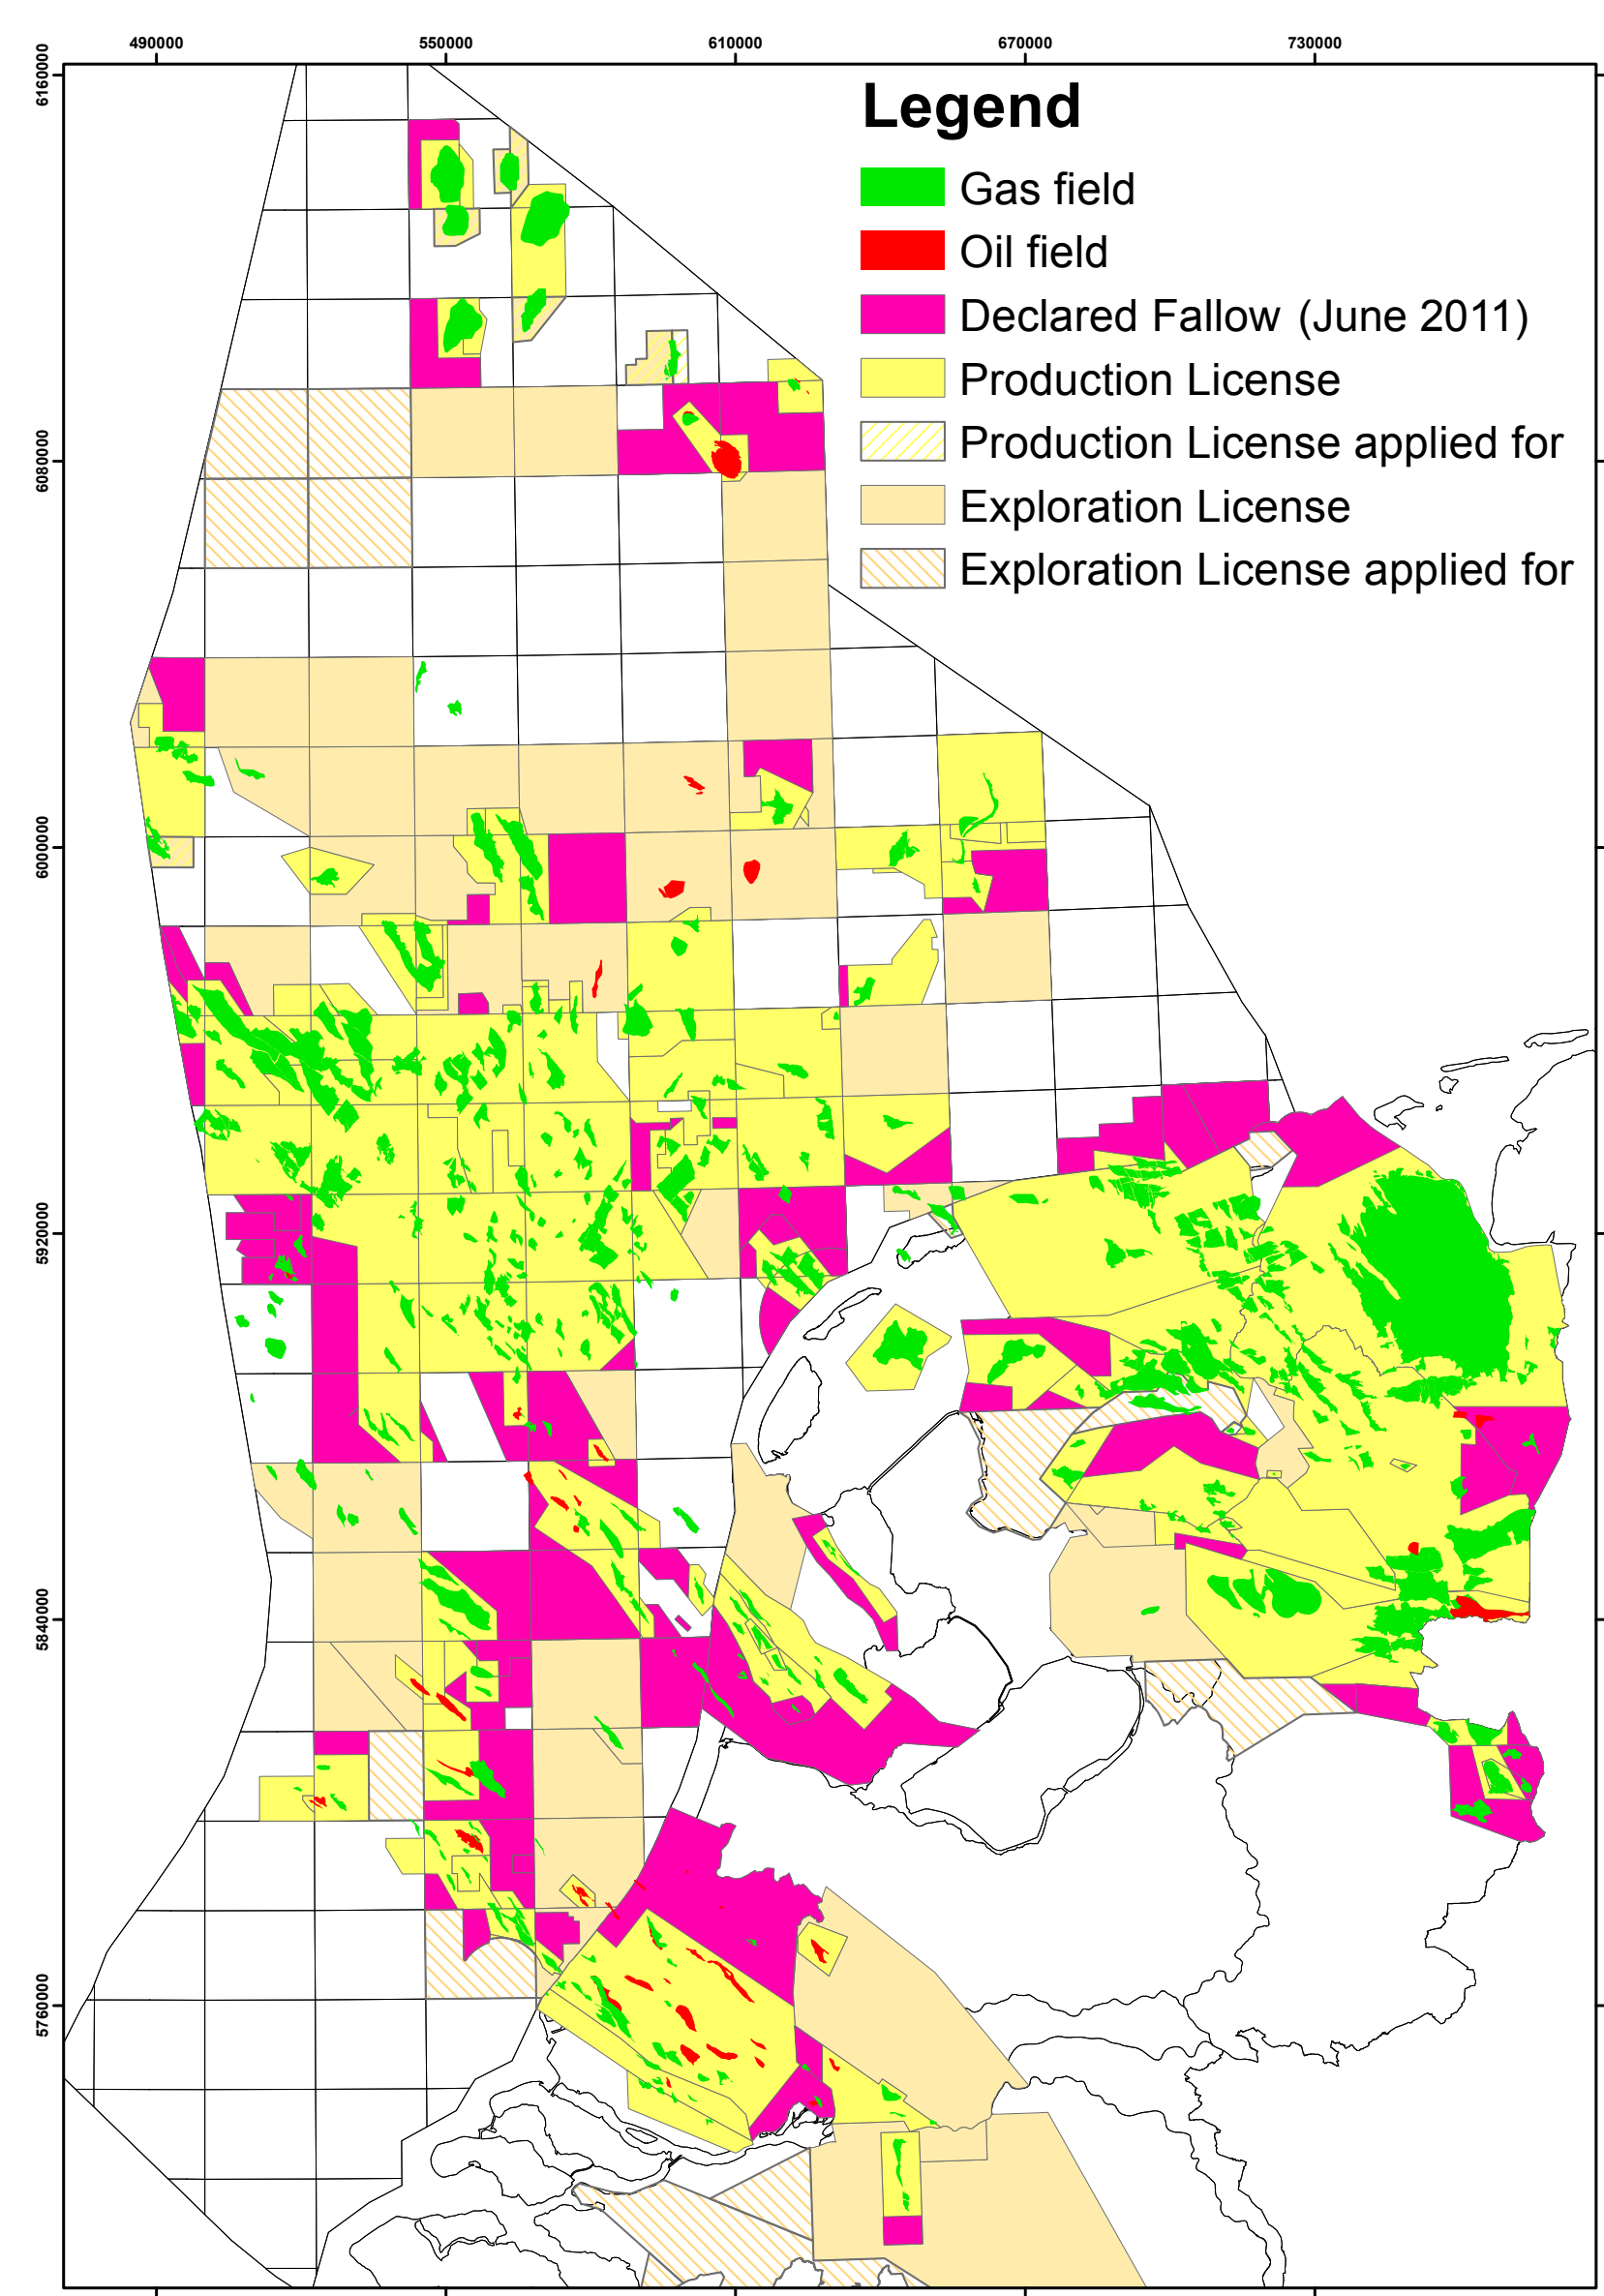 490000 550000 610000 670000 730000
6160000
Legend
Gas field
Oil field
Declared Fallow (June 2011)
Production License
Production License applied for
Exploration License
Exploration License applied for
6080000
6000000
5920000
5840000
5760000